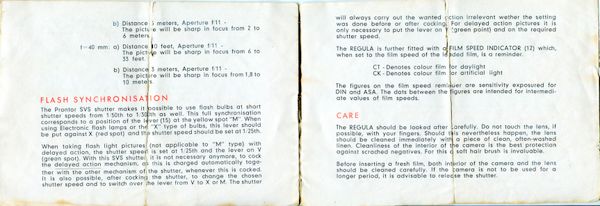 b) Distance 5 meters, Aperture f:11 -
The picture will be sharp in focus from 2 to
6 meters.
f=40 mm: a) Distance 10 feet, Aperture f:11 -
The picture will be sharp in focus from 6 to
33 feet.
b) Distance 3 meters, Aperture f:11 -
The picture will be sharp in focus from 1,8 to
10 meters.
FLASH SYNCHRONISATION
The Prontor SVS shutter makes it possible to use flash bulbs at short
shutter speeds from 1:50th to 1:30th as well. This full synchronisation
corresponds to a position of the lever (15) at the yellow spot "M". When
using Electronic flash lamps or the "X" type of bulbs, this lever should
be put against X (red spot) and the shutter speed should be set at 1:25th.
When taking flash light pictures (not applicable to "M" type) with
delayed action, the shutter speed is set at 1:25th and the lever on V
(green spot). With this SVS shutter it is not necessary anymore, to cock
the delayed action mechanism, as this is charged automatically toge-
ther with the other mechanism of the shutter, whenever this is cocked.
It is also possible, after cocking the shutter, to change the chosen
shutter speed and to switch over the lever from V to X or M. The shutter
will always carry out the wanted action irrelevant wether the setting
was done before or after cocking. For delayed action pictures it is
only necessary to put the lever on V (green point) and on the required
shutter speed.
The REGULA is further fitted with a FILM SPEED INDICATOR (12) which,
when set to the film speed of the loaded film, is a reminder.
CT - Denotes colour film for daylight
CK - Denotes colour film for artificial light
The figures on the film speed reminder are sensitivity exposured for
DIN and ASA. The dots between the figures are intended for intermedi-
ate values of film speeds.
CARE
The REGULA should be looked after carefully. Do not touch the lens, if
possible, with your fingers. Should this nevertheless happen, the lens
should be cleaned immediately with a piece of clean, often-washed
linen. Cleanliness of the interior of the camera is the best protection
against scrached negatives. For this a soft hair brush is invaluable.
Before inserting a fresh film, both interior of the camera and the lens
should be cleaned carefully. If the camera is not to be used for a
longer period, it is advisable to release the shutter.